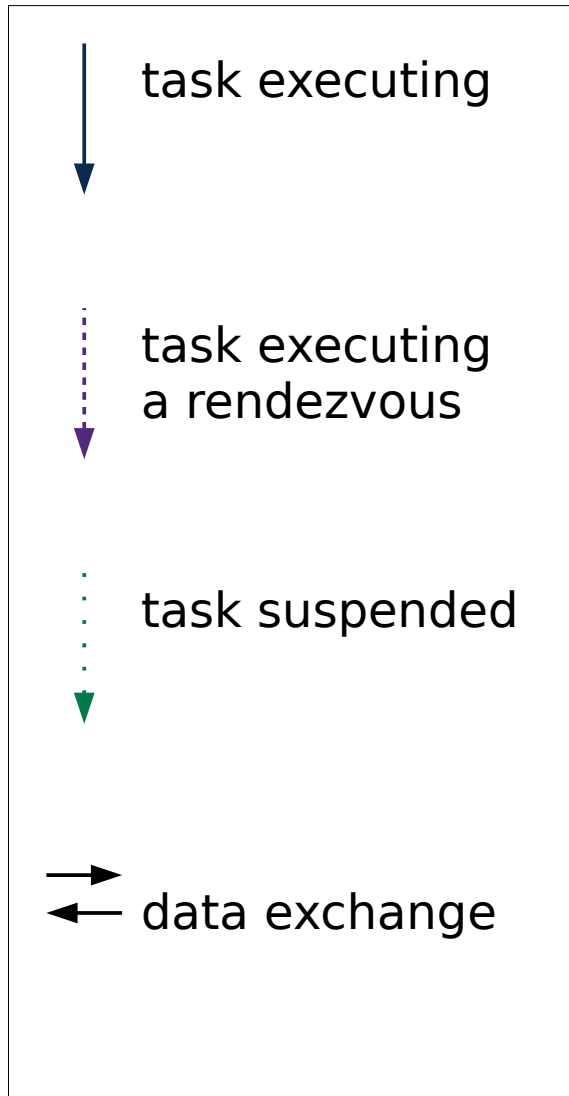 task executing
task executing
a rendezvous
task suspended
data exchange